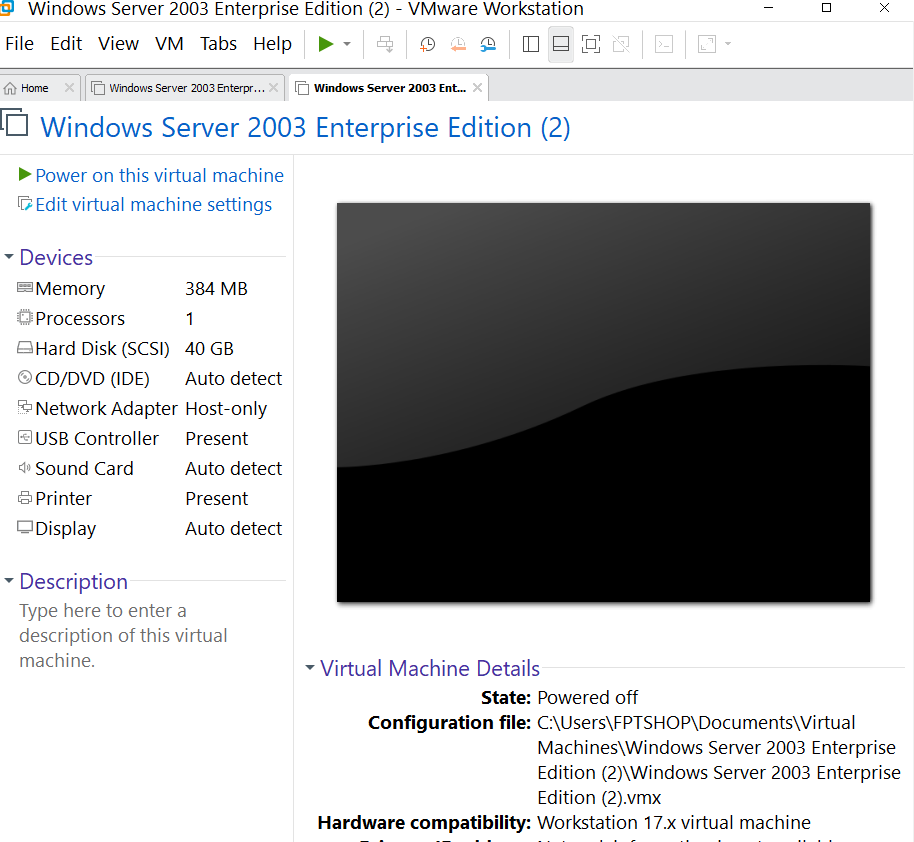 Windows Server 2003 Enterprise Edition (2) - VMware Workstation
File Edit View VM Tabs Help
Home
Windows Server 2003 Enterpr...
Windows Server 2003 Ent...
Windows Server 2003 Enterprise Edition (2)
Power on this virtual machine
Edit virtual machine settings
Devices
Memory 384 MB
Processors 1
Hard Disk (SCSI) 40 GB
CD/DVD (IDE) Auto detect
Network Adapter Host-only
USB Controller Present
Sound Card Auto detect
Printer Present
Display Auto detect
Description
Type here to enter a
description of this virtual
machine.
Virtual Machine Details
State: Powered off
Configuration file: C:\Users\FPTSHOP\Documents\Virtual
Machines\Windows Server 2003 Enterprise
Edition (2)\Windows Server 2003 Enterprise
Edition (2).vmx
Hardware compatibility: Workstation 17.x virtual machine